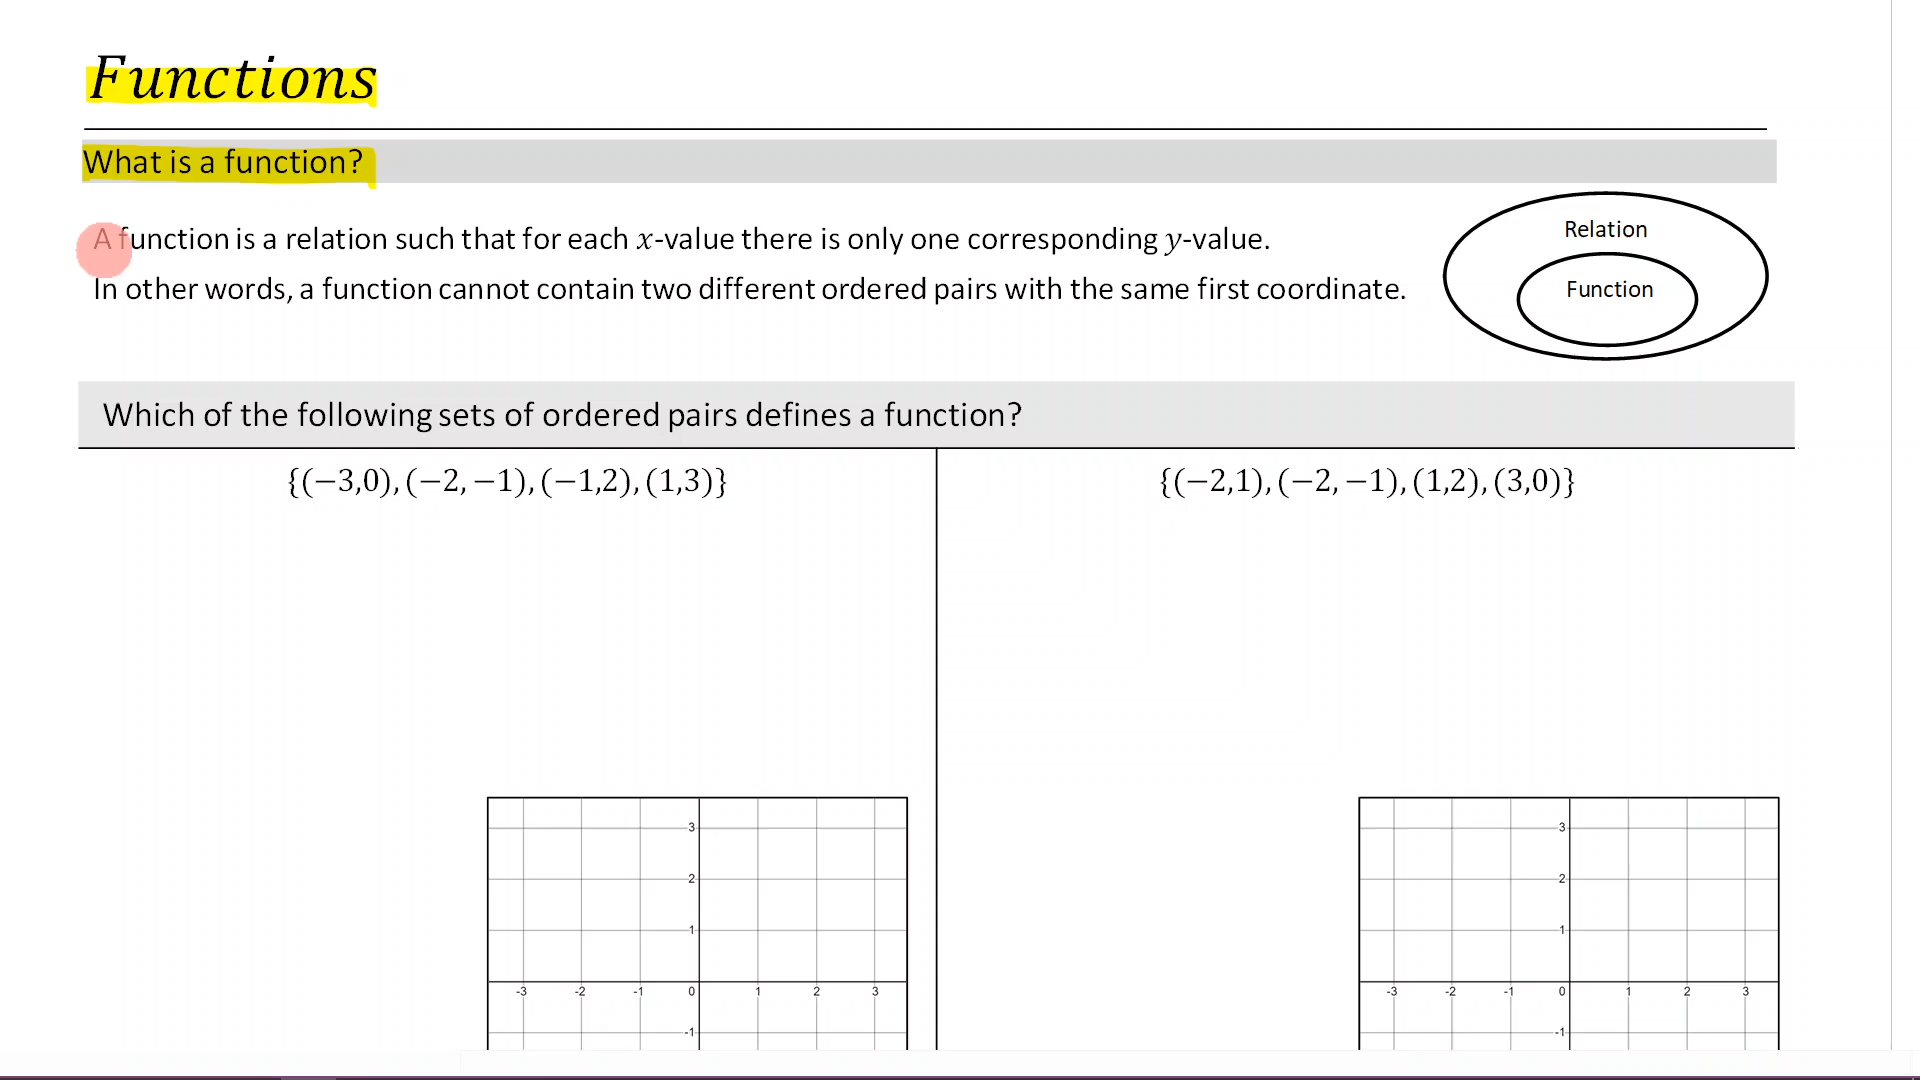 Functions
What is a function?
A function is a relation such that for each x-value there is only one corresponding y-value.
In other words, a function cannot contain two different ordered pairs with the same first coordinate.
Relation
Function
Which of the following sets of ordered pairs defines a function?
{(−3,0), (−2, −1), (−1,2), (1,3)}
{(−2,1), (−2, −1), (1,2), (3,0)}
3
2
1
-3 -2 -1 0 1 2 3
-1
3
2
1
-3 -2 -1 0 1 2 3
-1